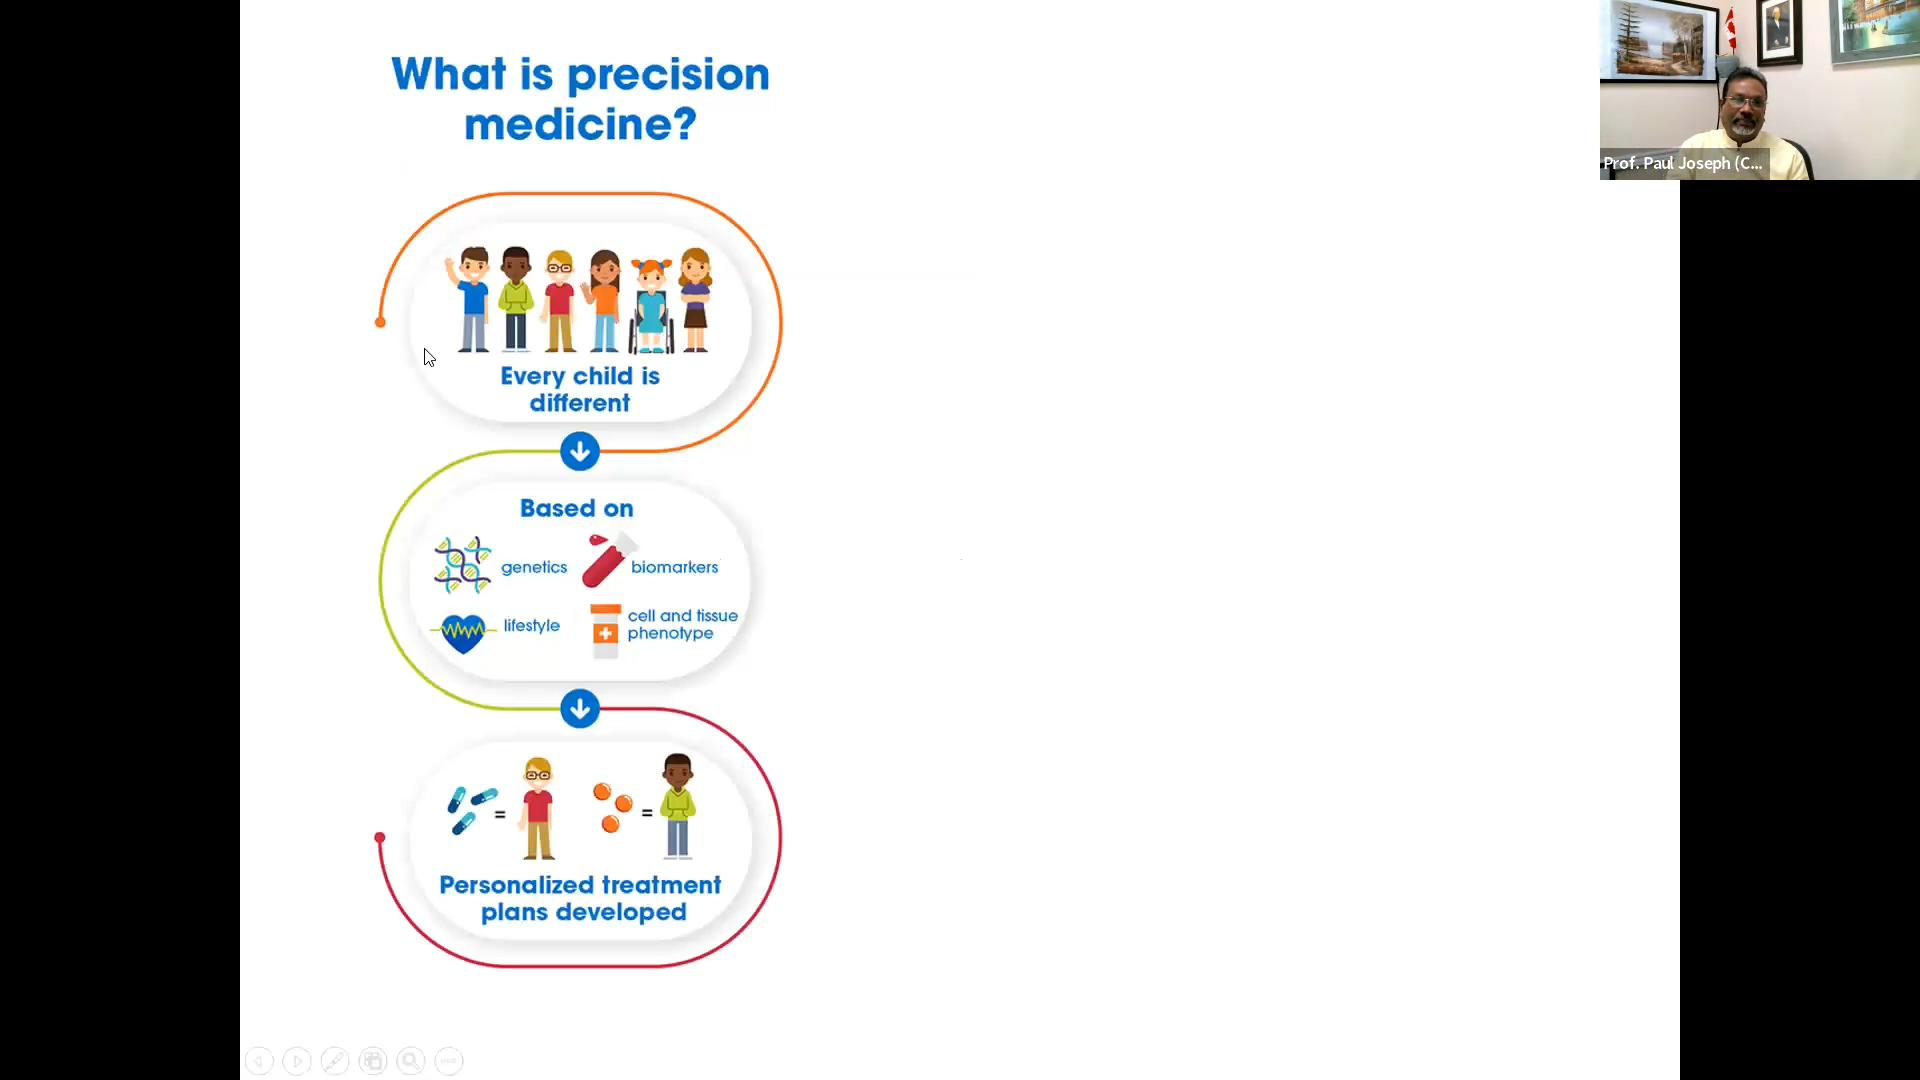 What is precision
medicine?
Prof. Paul Joseph (C...
Every child is
different
Based on
genetics
biomarkers
lifestyle
cell and tissue
phenotype
=
=
Personalized treatment
plans developed